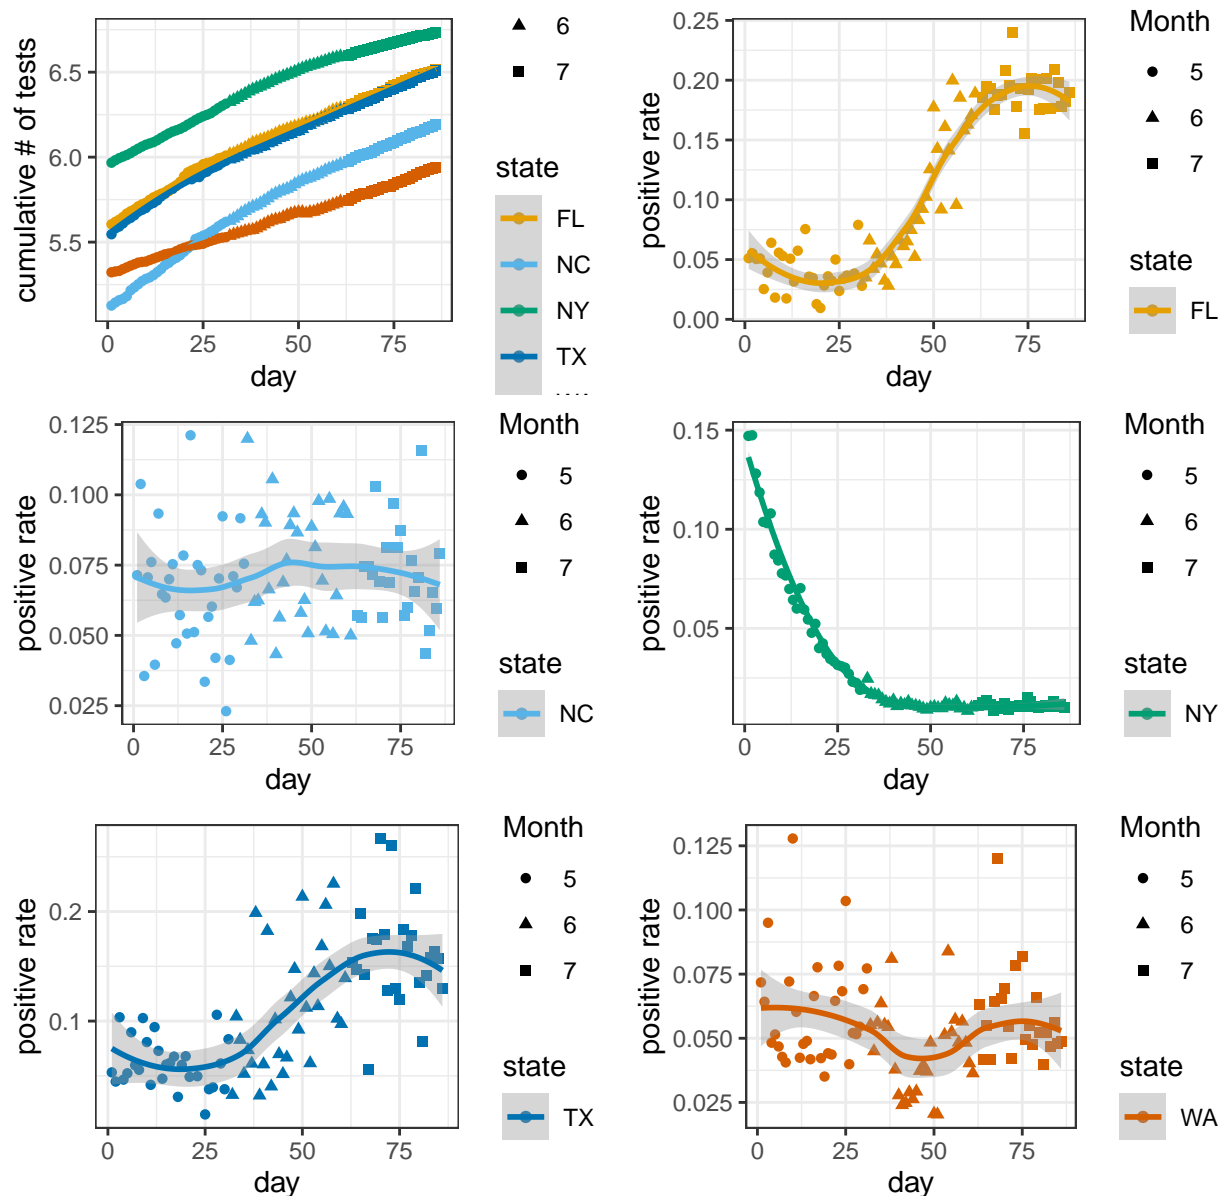 cumulative # of tests
6.5
6.0
5.5
0
25
50
75
day
6
7
state
FL
NC
NY
TX
positive rate
0.25
0.20
0.15
0.10
0.05
0.00
0
25
50
75
day
Month
5
6
7
state
FL
positive rate
0.125
0.100
0.075
0.050
0.025
0
25
50
75
day
Month
5
6
7
state
NC
positive rate
0.15
0.10
0.05
0
25
50
75
day
Month
5
6
7
state
NY
positive rate
0.2
0.1
0
25
50
75
day
Month
5
6
7
state
TX
positive rate
0.125
0.100
0.075
0.050
0.025
0
25
50
75
day
Month
5
6
7
state
WA